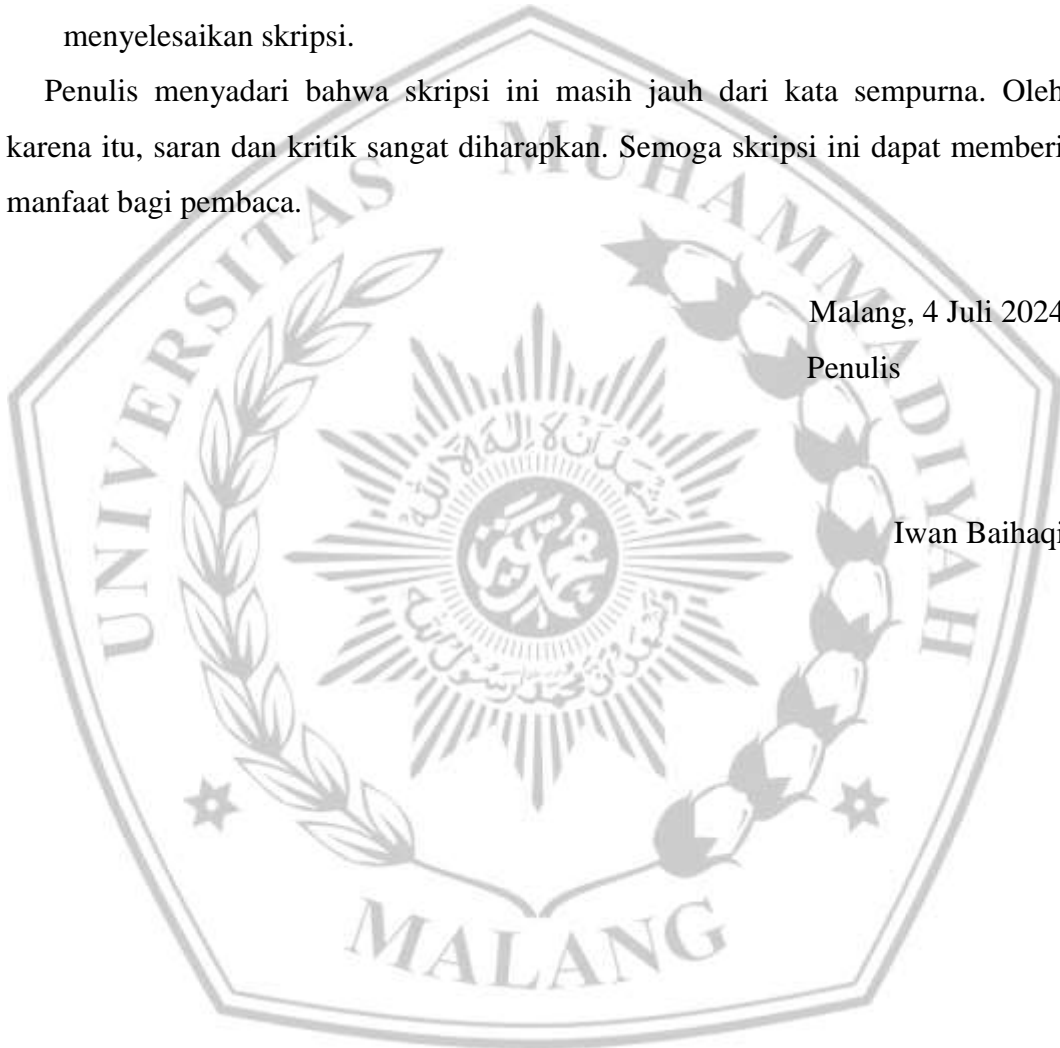 menyelesaikan skripsi.
Penulis menyadari bahwa skripsi ini masih jauh dari kata sempurna. Oleh
karena itu, saran dan kritik sangat diharapkan. Semoga skripsi ini dapat memberi
manfaat bagi pembaca.
Malang, 4 Juli 2024
Penulis
Iwan Baihaqi
UNIVERSITAS MUHAMMADIYAH
MALANG